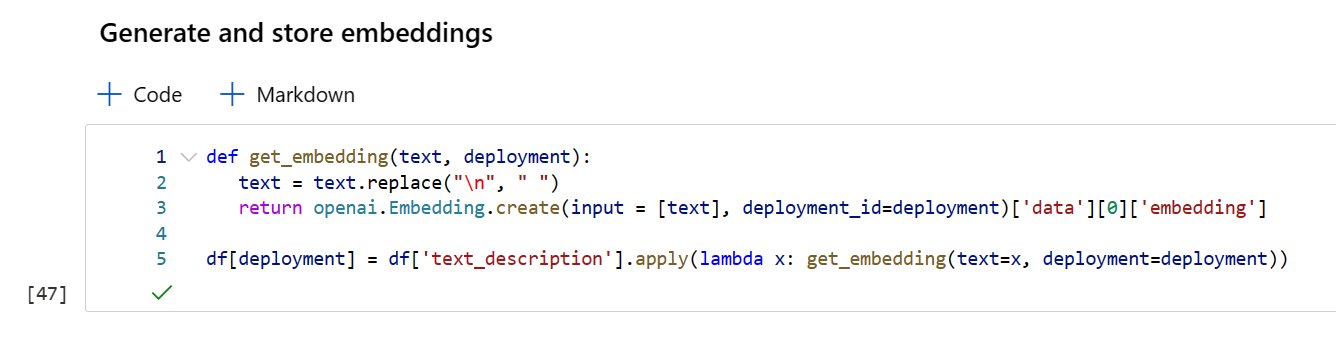 Generate and store embeddings
+ Code + Markdown
1 def get_embedding(text, deployment):
2 text = text.replace("\n", " ")
3 return openai.Embedding.create(input = [text], deployment_id=deployment)['data'][0]['embedding']
4
5 df[deployment] = df['text_description'].apply(lambda x: get_embedding(text=x, deployment=deployment))
[47]